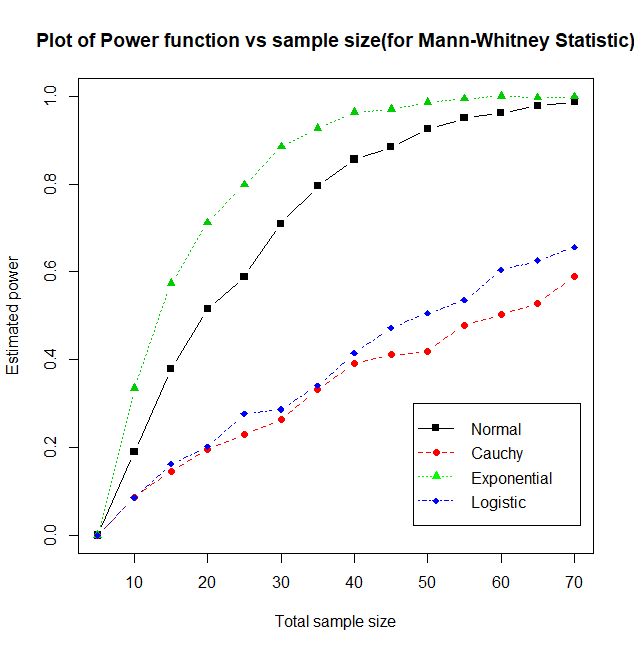 Plot of Power function vs sample size(for Mann-Whitney Statistic)
Estimated power
1.0
0.8
0.6
0.4
0.2
0.0
Normal
Cauchy
Exponential
Logistic
10 20 30 40 50 60 70
Total sample size